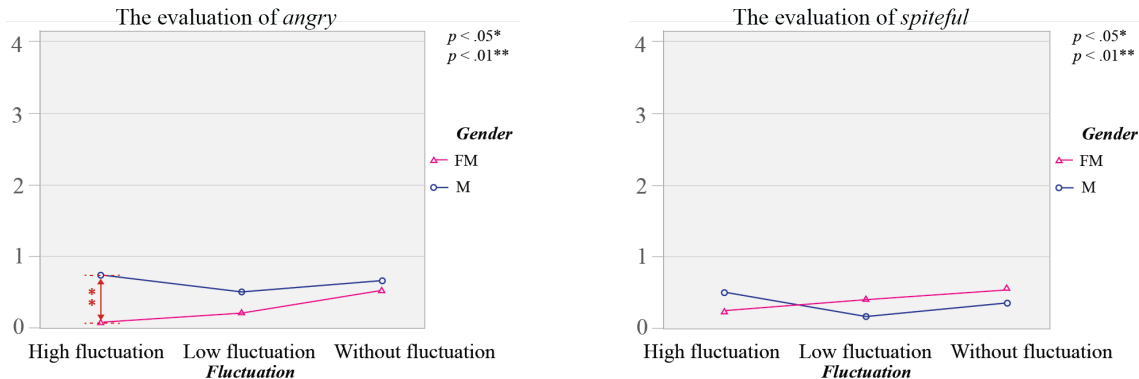 The evaluation of angry
p < .05*
p < .01**
4
3
2
1
0
Gender
FM
M
**
High fluctuation Low fluctuation Without fluctuation
Fluctuation
The evaluation of spiteful
p < .05*
p < .01**
4
3
2
1
0
Gender
FM
M
High fluctuation Low fluctuation Without fluctuation
Fluctuation